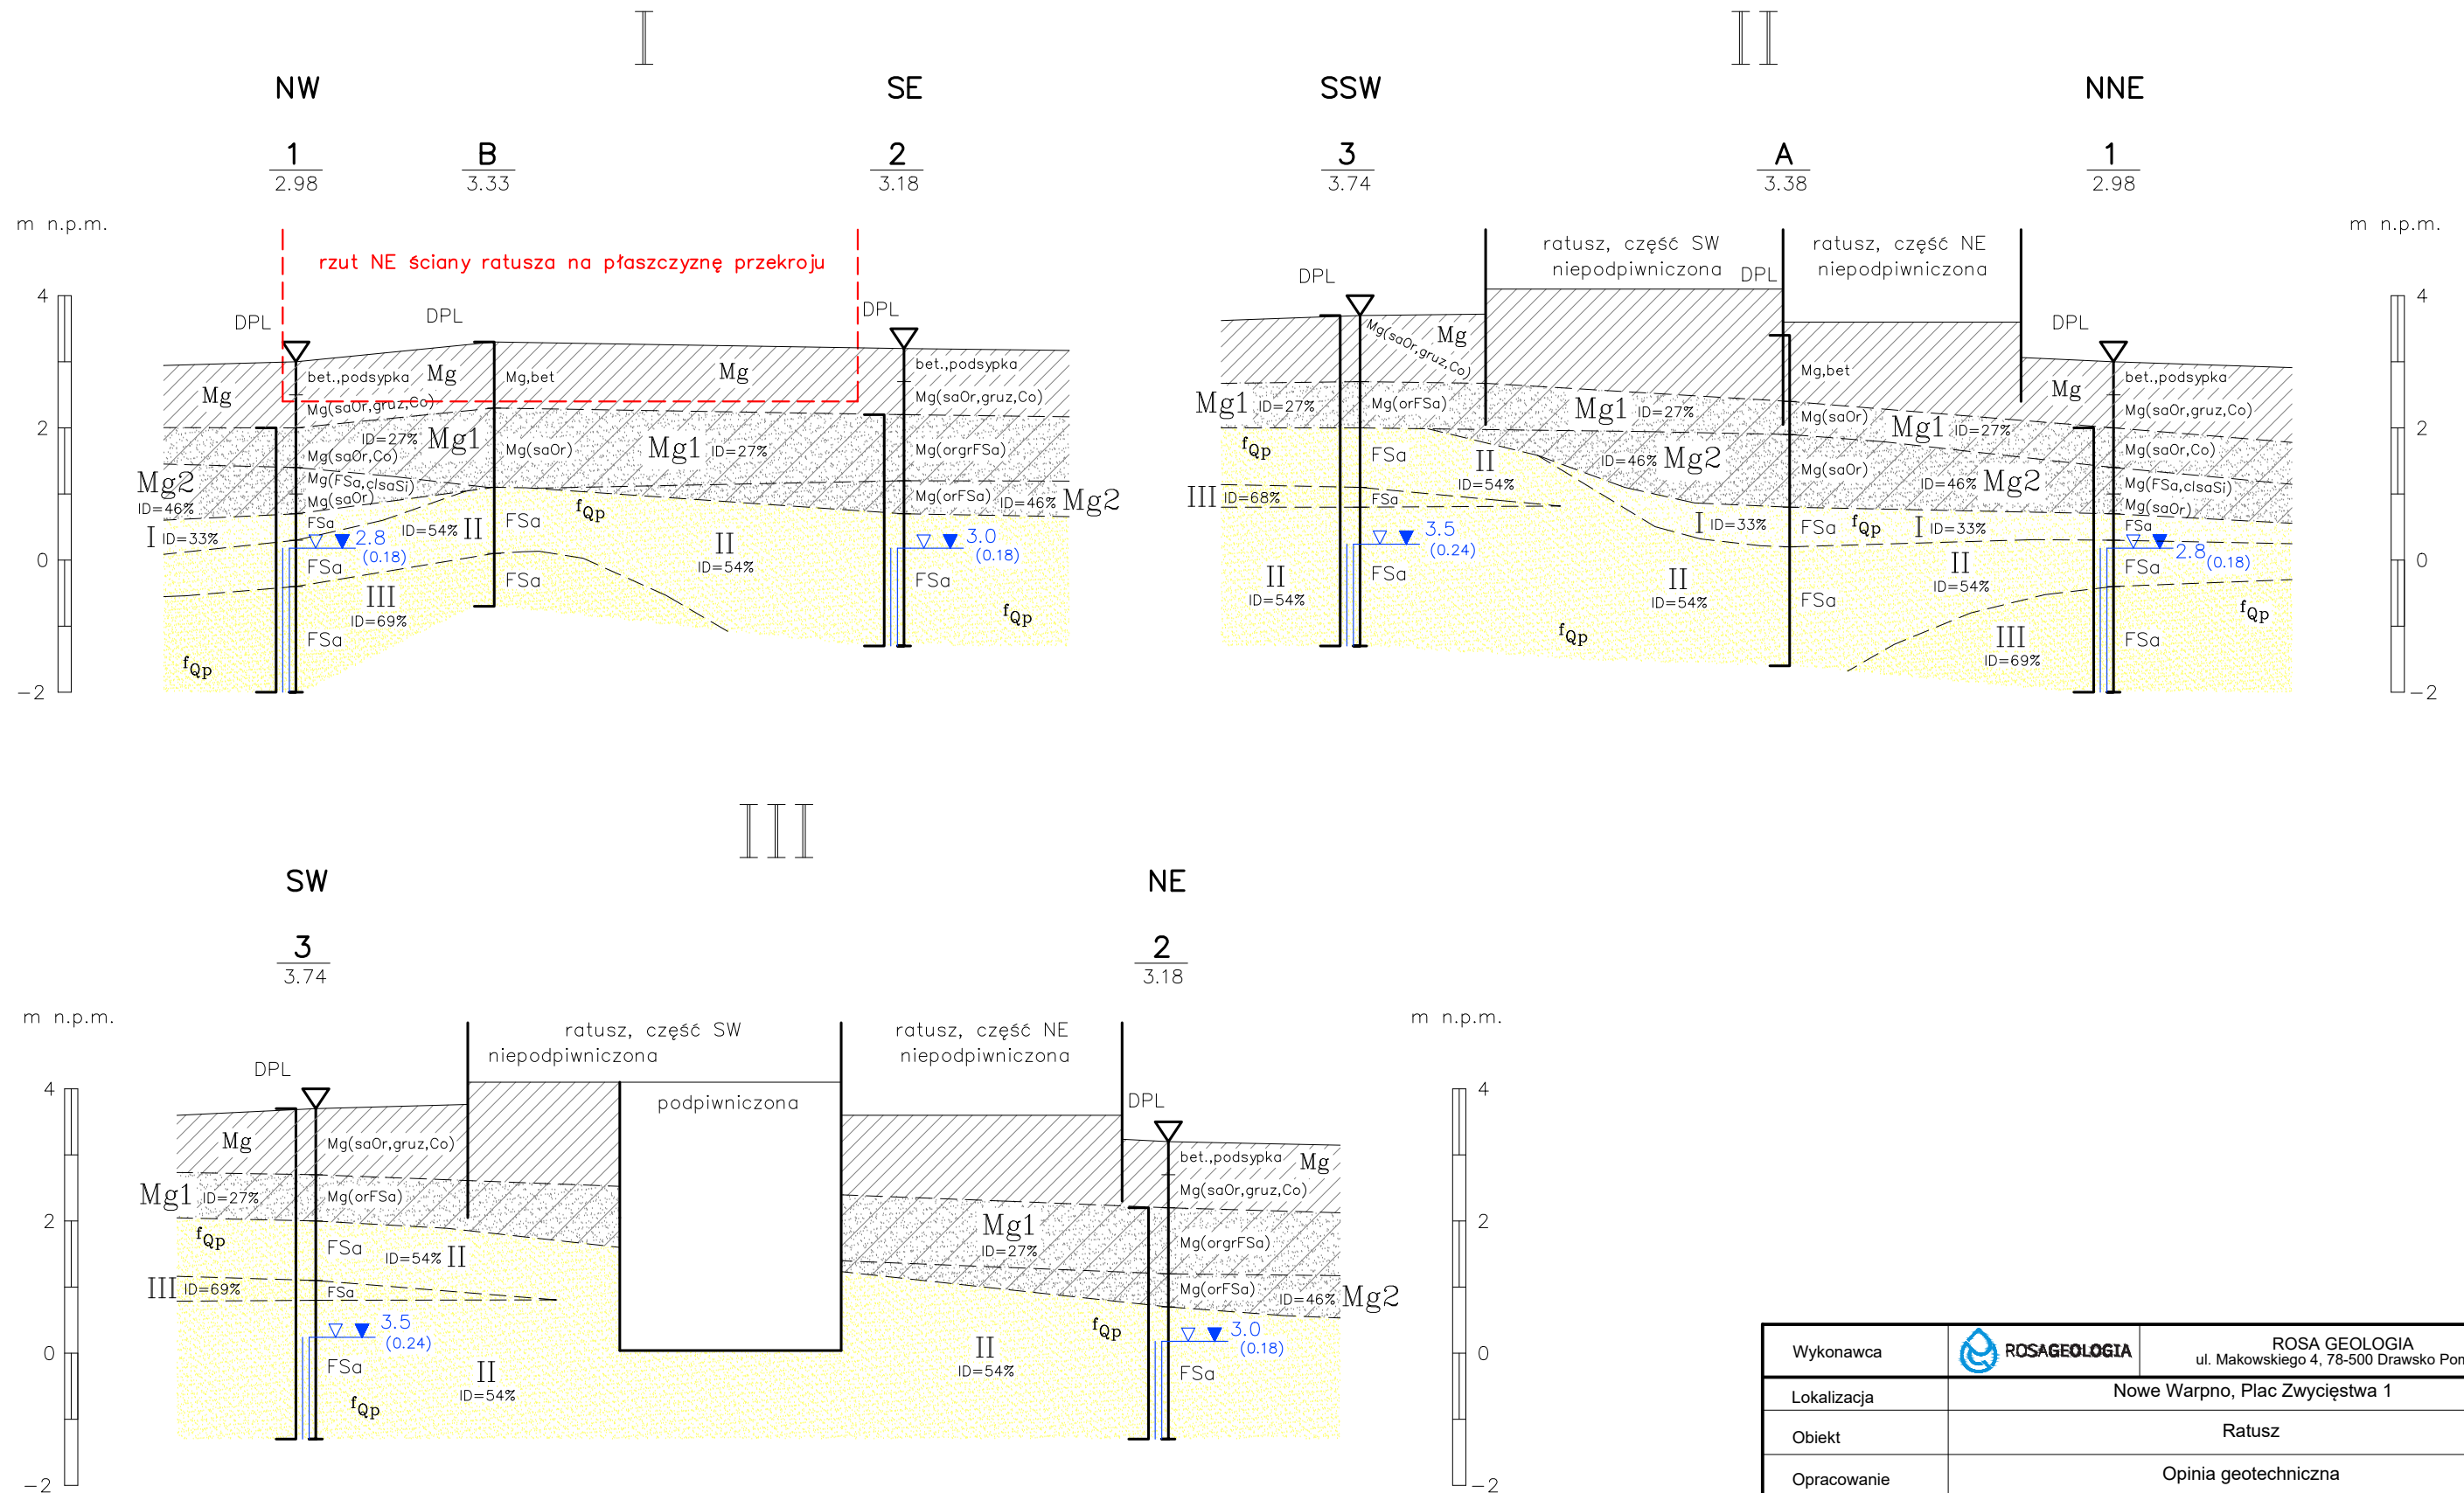 I
NW SE
1 B 2
2.98 3.33 3.18
m n.p.m.
rzut NE ściany ratusza na płaszczyznę przekroju
DPL DPL DPL
4
2
0
-2
Mg bet.,podsypka Mg Mg,bet Mg bet.,podsypka
Mg(saOr,gruz,Co) Mg(saOr,gruz,Co)
ID=27% Mg1 Mg(saOr) Mg1 ID=27% Mg(orgrFSa)
Mg(saOr,Co)
Mg2 Mg(FSa,clsaSi)
ID=46% Mg(saOr) Mg(orFSa) ID=46% Mg2
I ID=33% FSa ID=54% II FSa fQp
2.8 (0.18) II ID=54% 3.0 (0.18)
FSa FSa FSa
III ID=69%
FSa fQp
fQp
II
SSW NNE
3 A 1
3.74 3.38 2.98
m n.p.m.
ratusz, część SW ratusz, część NE
niepodpiwniczona niepodpiwniczona
DPL DPL DPL
4
2
0
-2
Mg(saOr,gruz,Co) Mg Mg,bet Mg bet.,podsypka
Mg1 ID=27% Mg(orFSa) Mg1 ID=27% Mg(saOr) Mg1 ID=27% Mg(saOr,gruz,Co)
fQp FSa II ID=54% ID=46% Mg2 Mg(saOr) ID=46% Mg2 Mg(saOr,Co)
Mg(FSa,clsaSi)
III ID=68% FSa Mg(saOr)
I ID=33% FSa fQp I ID=33% FSa
3.5 (0.24) 2.8 (0.18)
II ID=54% FSa II ID=54% FSa II ID=54% FSa
fQp III ID=69% FSa fQp
III
SW NE
3 2
3.74 3.18
m n.p.m. m n.p.m.
ratusz, część SW ratusz, część NE
niepodpiwniczona niepodpiwniczona
DPL podpiwniczona DPL
4 4
2 2
0 0
-2 -2
Mg Mg(saOr,gruz,Co) bet.,podsypka Mg
Mg1 ID=27% Mg(orFSa) Mg(saOr,gruz,Co)
Mg1 ID=27% Mg(orgrFSa)
fQp FSa ID=54% II
III ID=69% FSa Mg(orFSa) ID=46% Mg2
3.5 (0.24) fQp 3.0 (0.18)
FSa II ID=54% II ID=54% FSa
fQp
Wykonawca ROSAGEOLOGIA ROSA GEOLOGIA
ul. Makowskiego 4, 78-500 Drawsko Pom
Lokalizacja Nowe Warpno, Plac Zwycięstwa 1
Obiekt Ratusz
Opracowanie Opinia geotechniczna